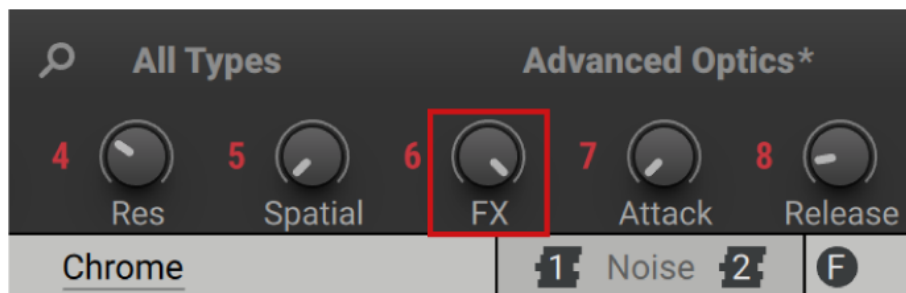 All Types Advanced Optics*
4 5 6 7 8
Res Spatial FX Attack Release
Chrome 1 Noise 2 F